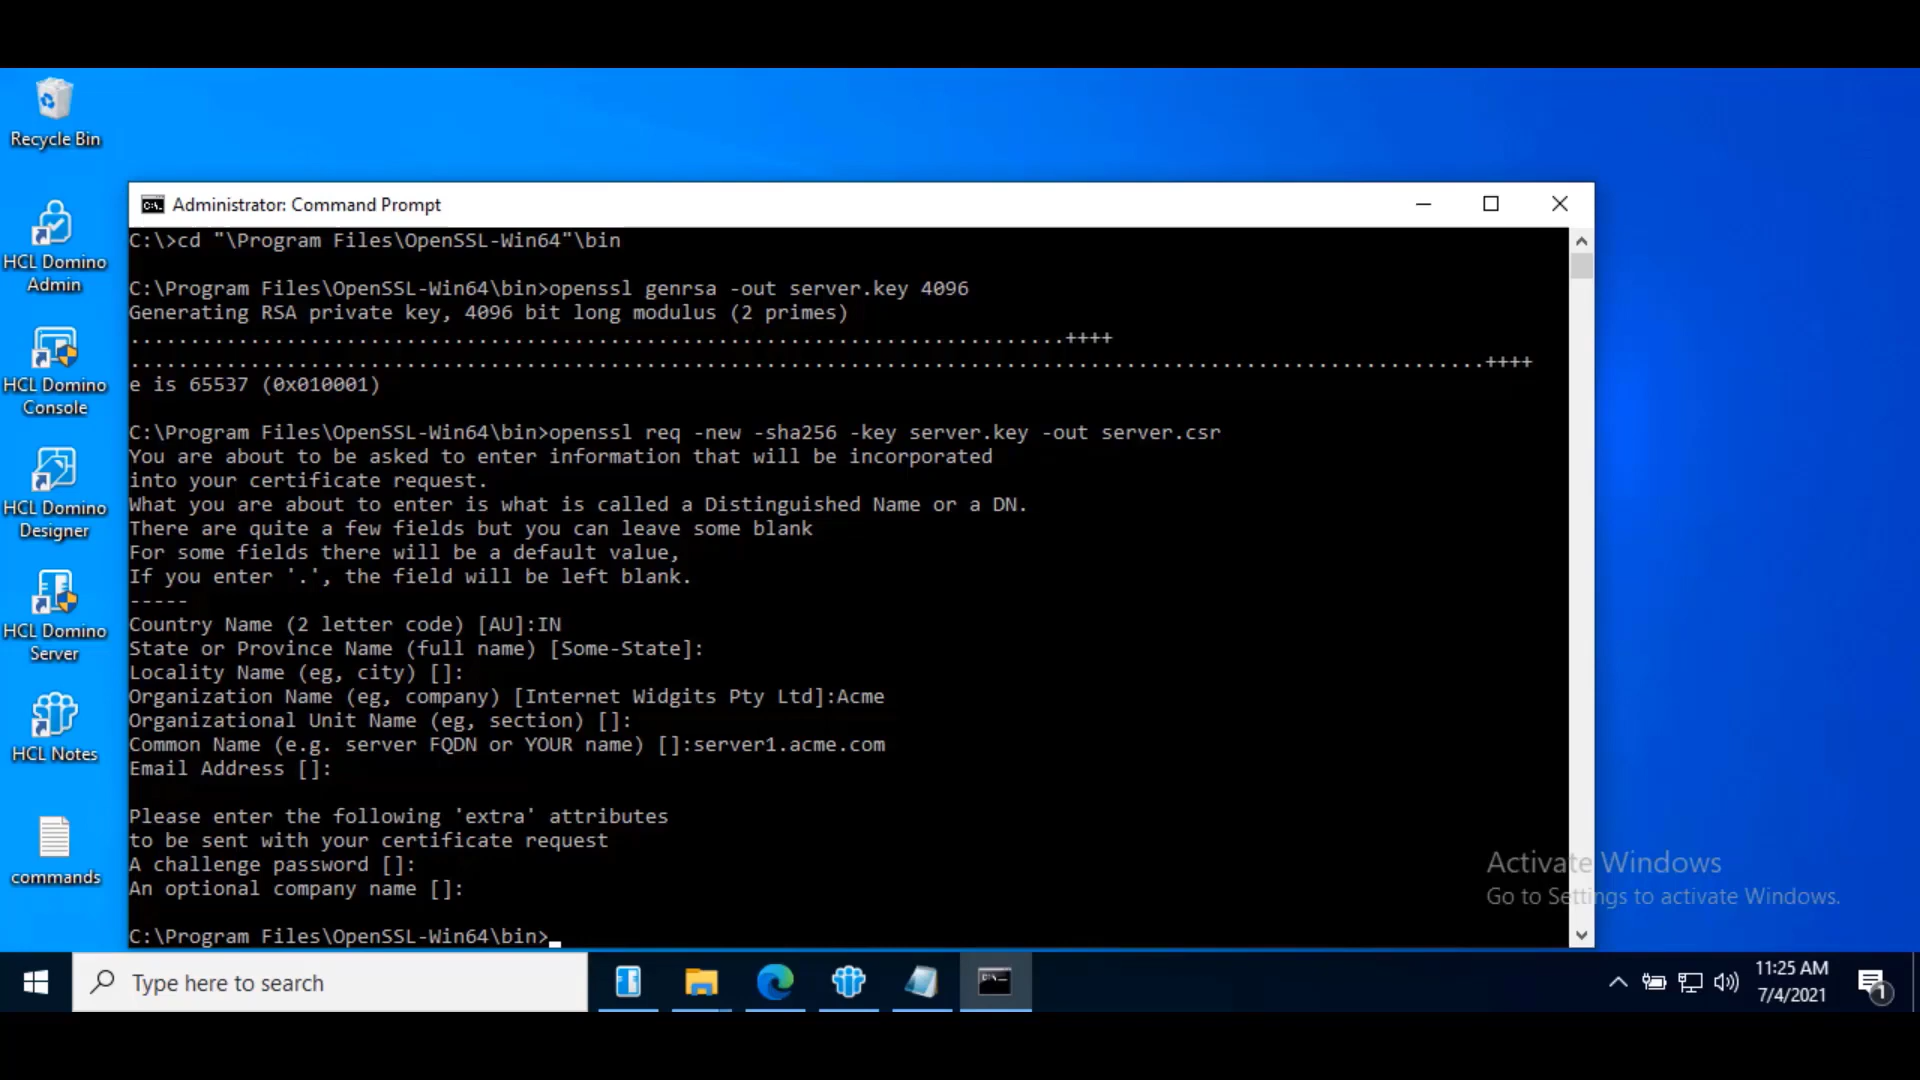 Recycle Bin
HCL Domino
Admin
HCL Domino
Console
HCL Domino
Designer
HCL Domino
Server
HCL Notes
commands
Administrator: Command Prompt
C:\>cd "\Program Files\OpenSSL-Win64"\bin
C:\Program Files\OpenSSL-Win64\bin>openssl genrsa -out server.key 4096
Generating RSA private key, 4096 bit long modulus (2 primes)
..............................................................................++++
.................................................................................................................++++
e is 65537 (0x010001)
C:\Program Files\OpenSSL-Win64\bin>openssl req -new -sha256 -key server.key -out server.csr
You are about to be asked to enter information that will be incorporated
into your certificate request.
What you are about to enter is what is called a Distinguished Name or a DN.
There are quite a few fields but you can leave some blank
For some fields there will be a default value,
If you enter '.', the field will be left blank.
-----
Country Name (2 letter code) [AU]:IN
State or Province Name (full name) [Some-State]:
Locality Name (eg, city) []:
Organization Name (eg, company) [Internet Widgits Pty Ltd]:Acme
Organizational Unit Name (eg, section) []:
Common Name (e.g. server FQDN or YOUR name) []:server1.acme.com
Email Address []:
Please enter the following 'extra' attributes
to be sent with your certificate request
A challenge password []:
An optional company name []:
C:\Program Files\OpenSSL-Win64\bin>
Activate Windows
Go to Settings to activate Windows.
Type here to search
11:25 AM
7/4/2021
1